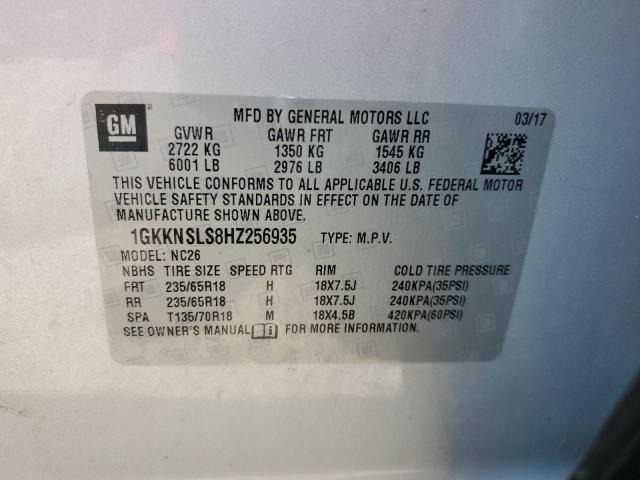 GM ®
MFD BY GENERAL MOTORS LLC 03/17
GVWR GAWR FRT GAWR RR
2722 KG 1350 KG 1545 KG
6001 LB 2976 LB 3406 LB
THIS VEHICLE CONFORMS TO ALL APPLICABLE U.S. FEDERAL MOTOR
VEHICLE SAFETY STANDARDS IN EFFECT ON THE DATE OF
MANUFACTURE SHOWN ABOVE.
1GKKNSLS8HZ256935 TYPE: M.P.V.
MODEL: NC26
NBHS TIRE SIZE SPEED RTG RIM COLD TIRE PRESSURE
FRT 235/65R18 H 18X7.5J 240KPA(35PSI)
RR 235/65R18 H 18X7.5J 240KPA(35PSI)
SPA T135/70R18 M 18X4.5B 420KPA(60PSI)
SEE OWNER'S MANUAL i FOR MORE INFORMATION.